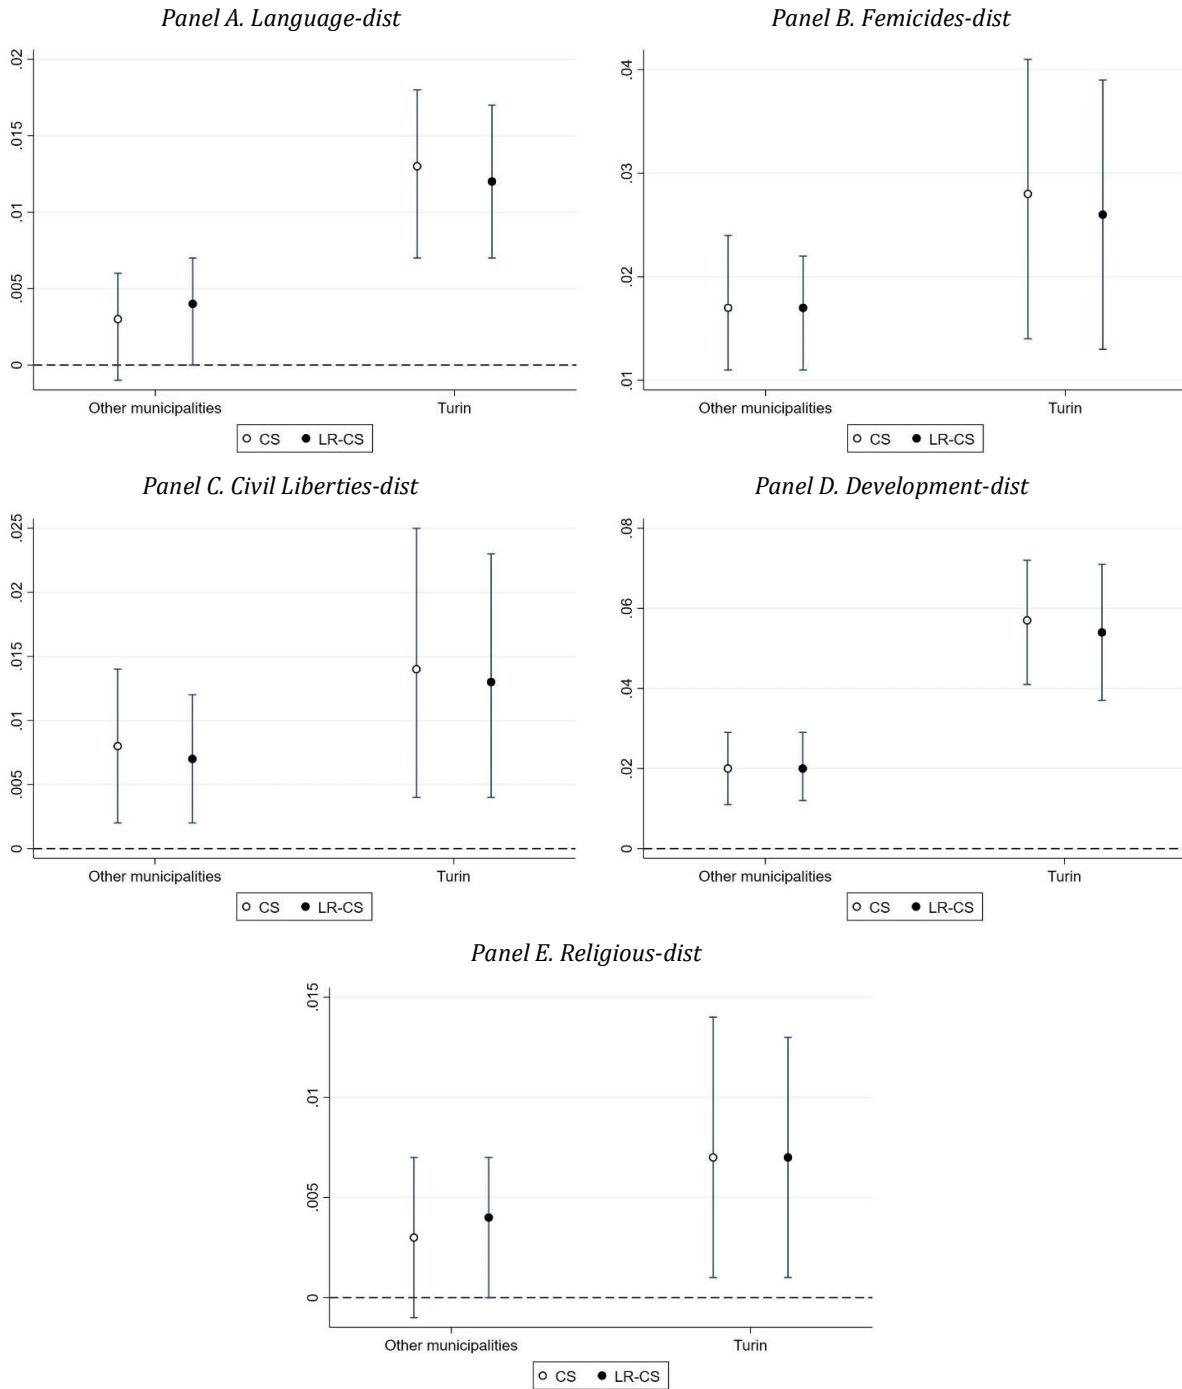 Panel A. Language-dist
.02
.015
.01
.005
0
Other municipalities
Turin
CS LR-CS
Panel B. Femicides-dist
.04
.03
.02
.01
Other municipalities
Turin
CS LR-CS
Panel C. Civil Liberties-dist
.025
.02
.015
.01
.005
0
Other municipalities
Turin
CS LR-CS
Panel D. Development-dist
.08
.06
.04
.02
0
Other municipalities
Turin
CS LR-CS
Panel E. Religious-dist
.015
.01
.005
0
Other municipalities
Turin
CS LR-CS